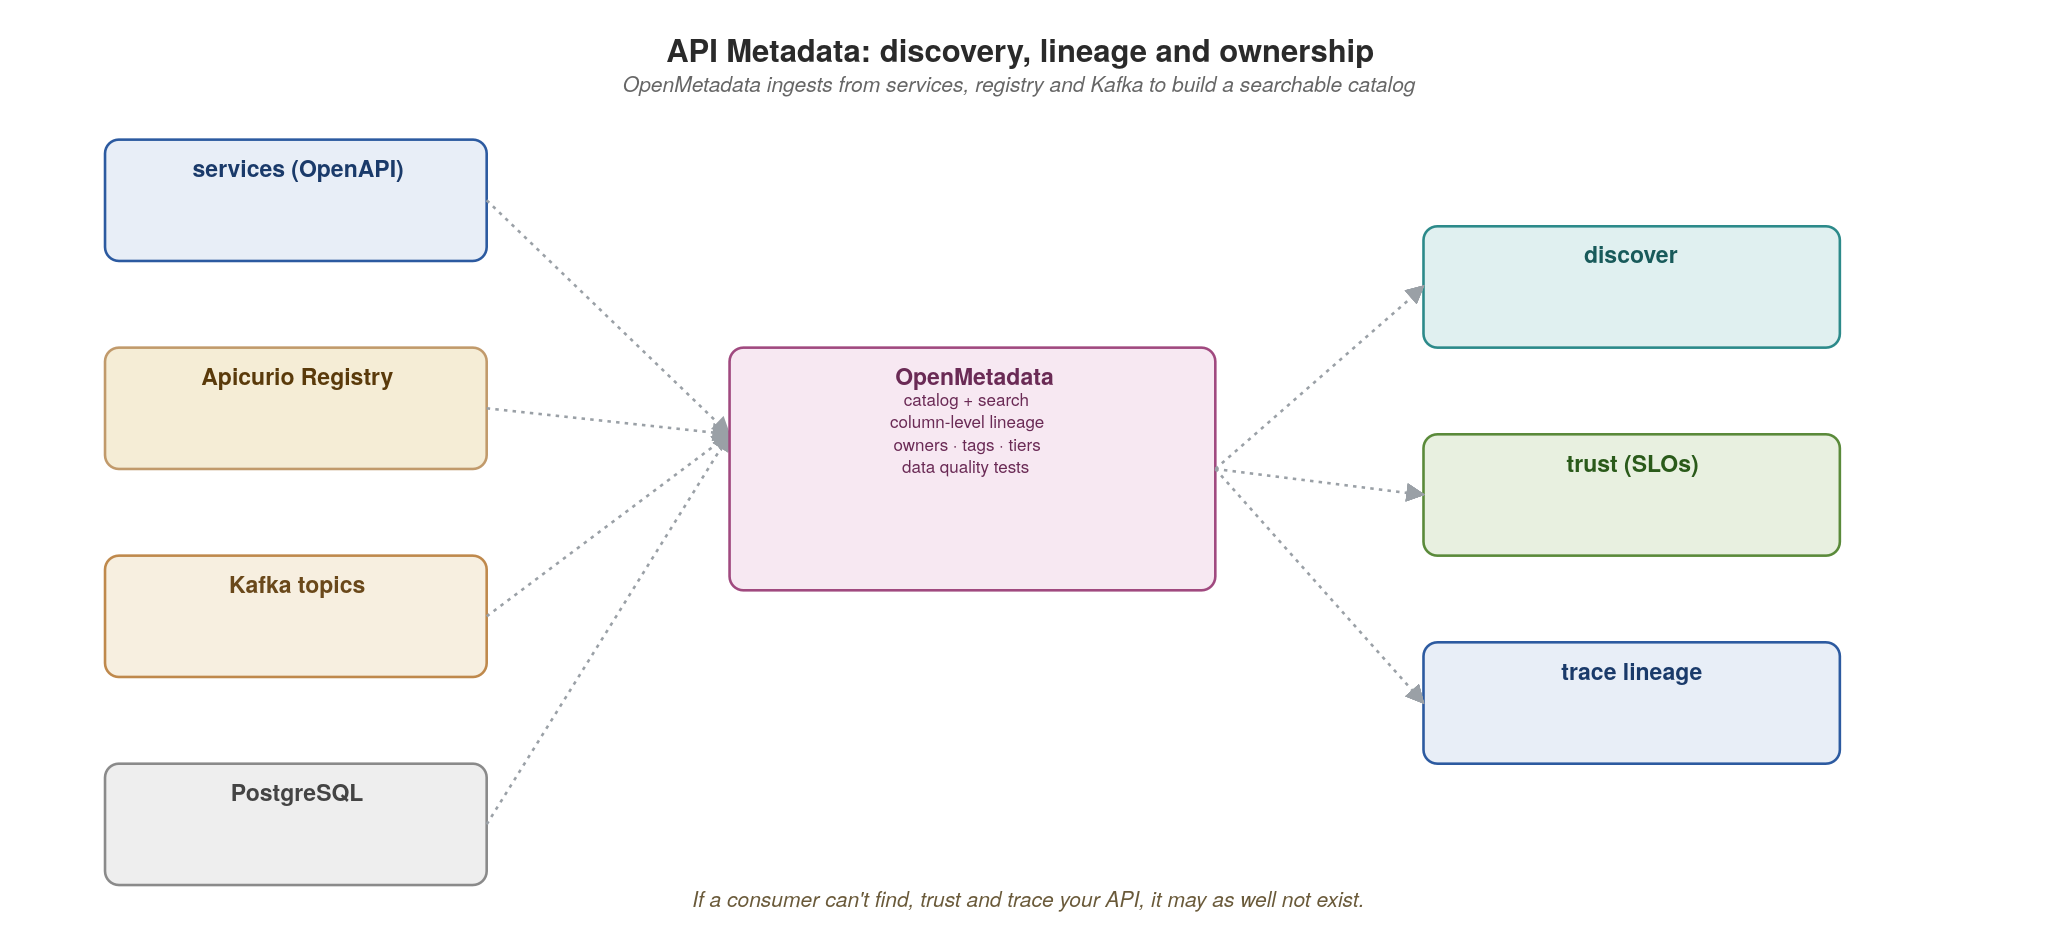 API Metadata: discovery, lineage and ownership
OpenMetadata ingests from services, registry and Kafka to build a searchable catalog
services (OpenAPI)
Apicurio Registry
Kafka topics
PostgreSQL
OpenMetadata
catalog + search
column-level lineage
owners · tags · tiers
data quality tests
discover
trust (SLOs)
trace lineage
If a consumer can't find, trust and trace your API, it may as well not exist.